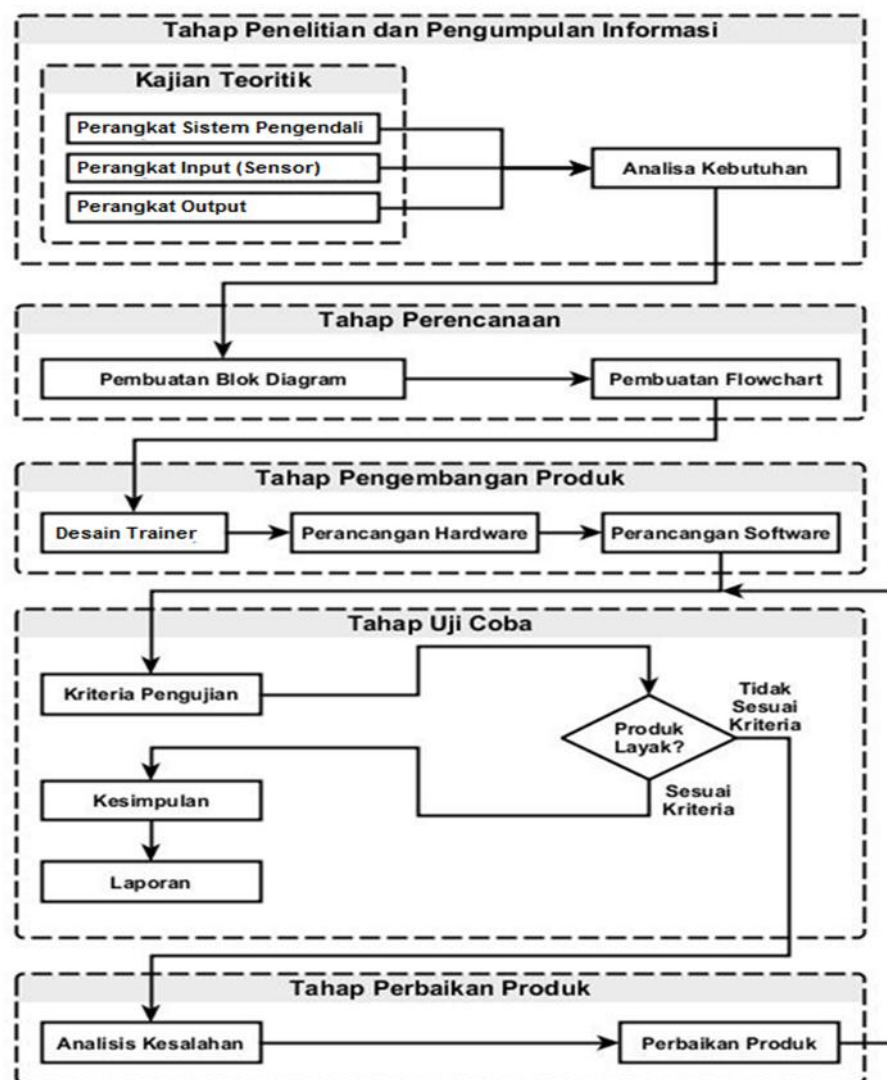 Tahap Penelitian dan Pengumpulan Informasi
Kajian Teoritik
Perangkat Sistem Pengendali
Perangkat Input (Sensor)
Perangkat Output
Analisa Kebutuhan
Tahap Perencanaan
Pembuatan Blok Diagram
Pembuatan Flowchart
Tahap Pengembangan Produk
Desain Trainer
Perancangan Hardware
Perancangan Software
Tahap Uji Coba
Kriteria Pengujian
Produk
Layak?
Tidak
Sesuai
Kriteria
Sesuai
Kriteria
Kesimpulan
Laporan
Tahap Perbaikan Produk
Analisis Kesalahan
Perbaikan Produk